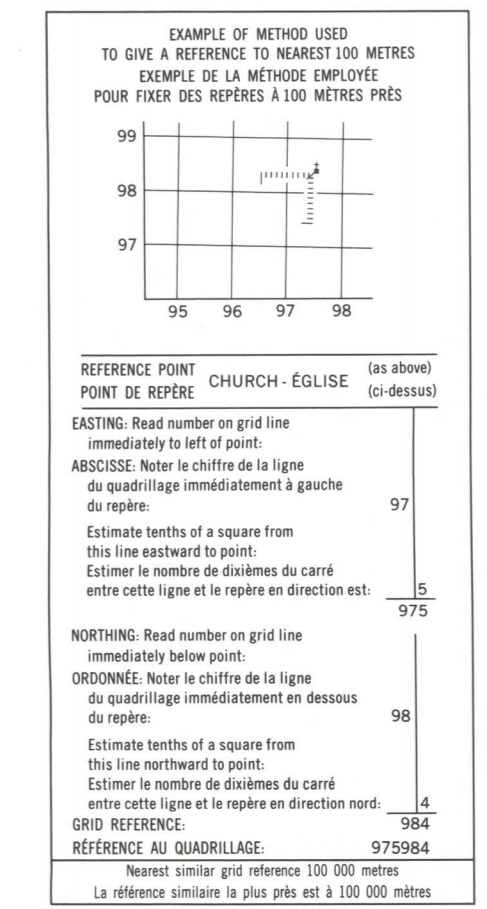 EXAMPLE OF METHOD USED
TO GIVE A REFERENCE TO NEAREST 100 METRES
EXEMPLE DE LA MÉTHODE EMPLOYÉE
POUR FIXER DES REPÈRES À 100 MÈTRES PRÈS
99
98
97
95 96 97 98
REFERENCE POINT
POINT DE REPÈRE
CHURCH - ÉGLISE
(as above)
(ci-dessus)
EASTING: Read number on grid line
immediately to left of point:
ABSCISSE: Noter le chiffre de la ligne
du quadrillage immédiatement à gauche
du repère: 97
Estimate tenths of a square from
this line eastward to point:
Estimer le nombre de dixièmes du carré
entre cette ligne et le repère en direction est: 5
975
NORTHING: Read number on grid line
immediately below point:
ORDONNÉE: Noter le chiffre de la ligne
du quadrillage immédiatement en dessous
du repère: 98
Estimate tenths of a square from
this line northward to point:
Estimer le nombre de dixièmes du carré
entre cette ligne et le repère en direction nord: 4
GRID REFERENCE: 984
RÉFÉRENCE AU QUADRILLAGE: 975984
Nearest similar grid reference 100 000 metres
La référence similaire la plus près est à 100 000 mètres